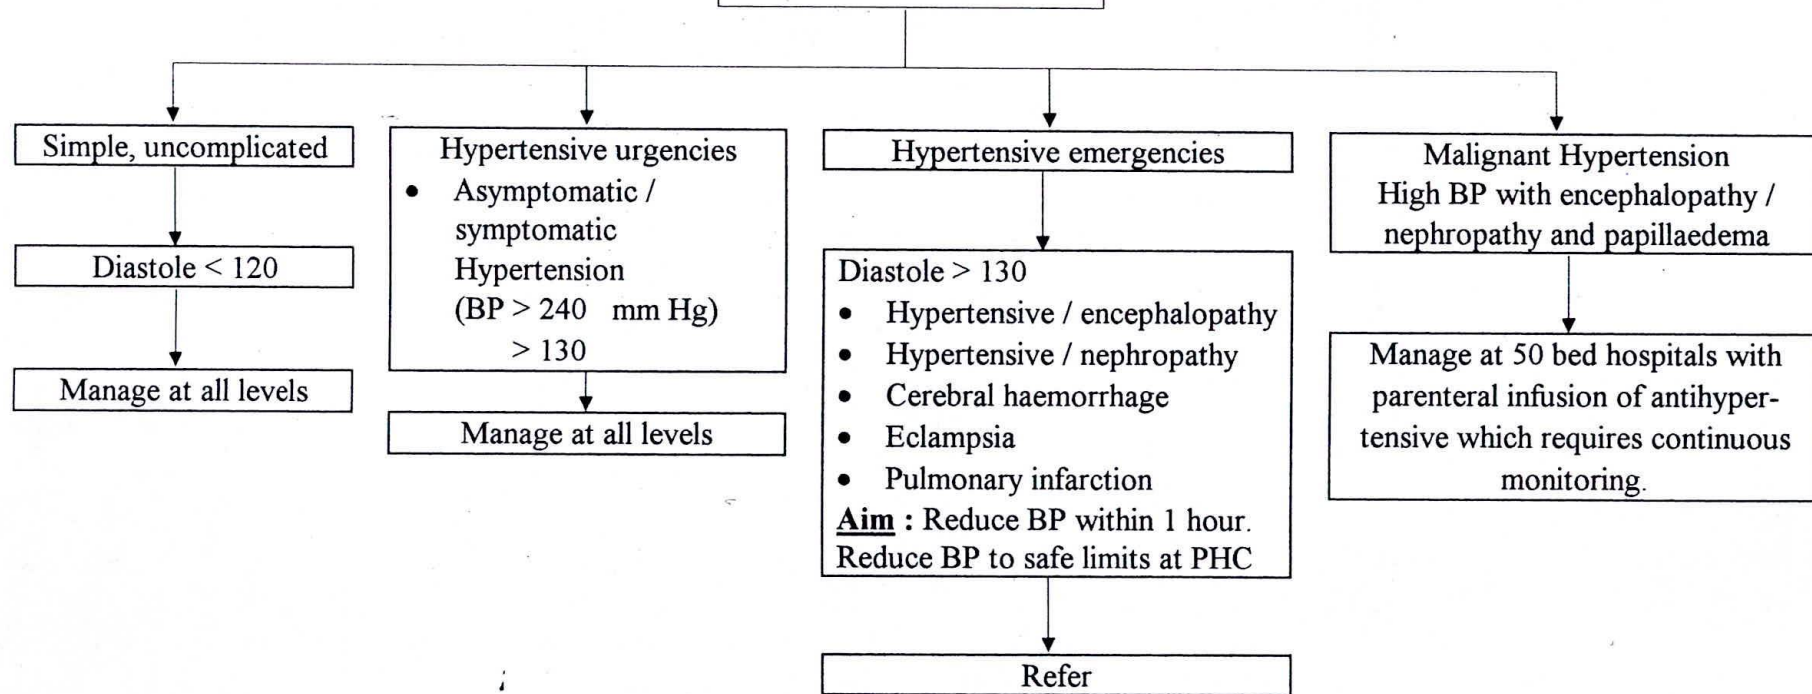 Simple, uncomplicated
Diastole < 120
Manage at all levels
Hypertensive urgencies
• Asymptomatic /
symptomatic
Hypertension
(BP > 240 mm Hg)
> 130
Manage at all levels
Hypertensive emergencies
Diastole > 130
• Hypertensive / encephalopathy
• Hypertensive / nephropathy
• Cerebral haemorrhage
• Eclampsia
• Pulmonary infarction
Aim : Reduce BP within 1 hour.
Reduce BP to safe limits at PHC
Refer
Malignant Hypertension
High BP with encephalopathy /
nephropathy and papillaedema
Manage at 50 bed hospitals with
parenteral infusion of antihyper-
tensive which requires continuous
monitoring.